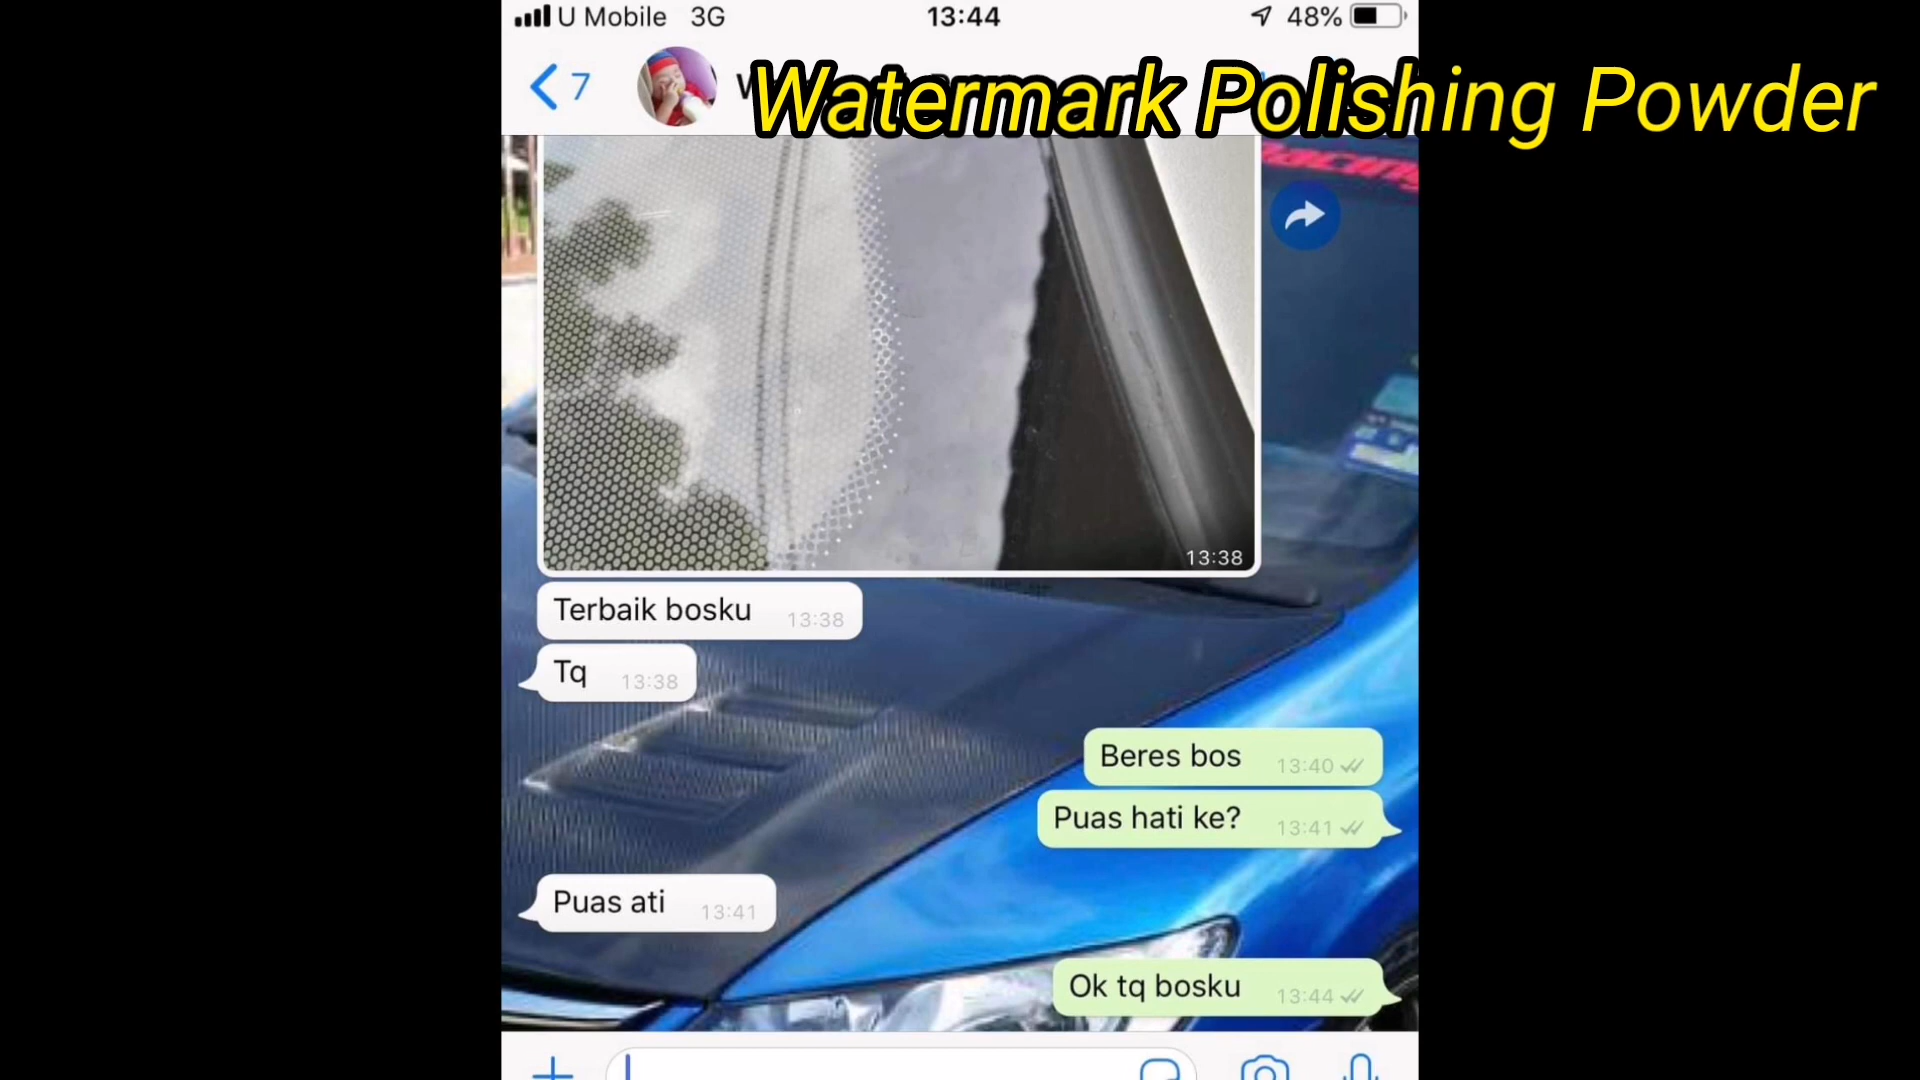 U Mobile 3G 13:44 48%
7
Watermark Polishing Powder
Racing
13:38
Terbaik bosku 13:38
Tq 13:38
Beres bos 13:40
Puas hati ke? 13:41
Puas ati 13:41
Ok tq bosku 13:44